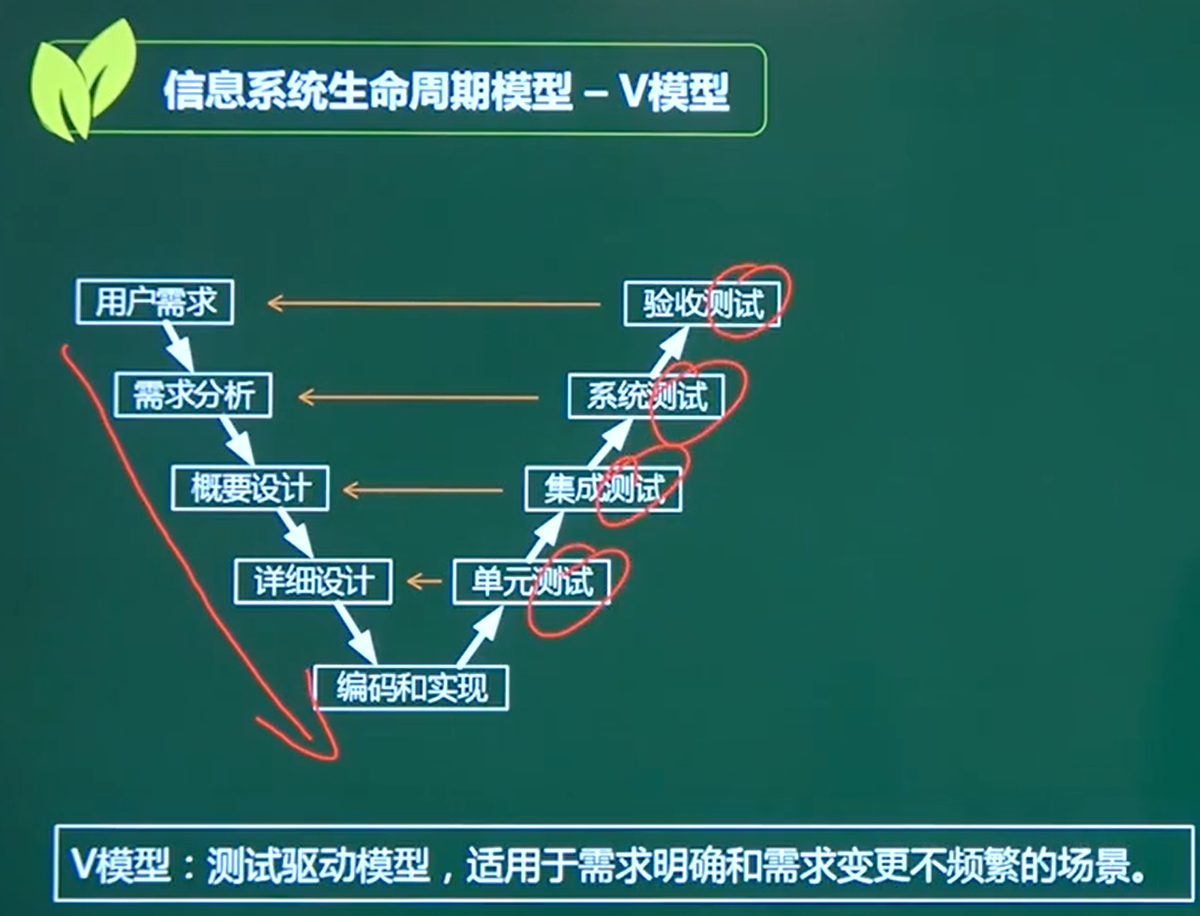 信息系统生命周期模型 – V模型
用户需求
验收测试
需求分析
系统测试
概要设计
集成测试
详细设计
单元测试
编码和实现
V模型：测试驱动模型，适用于需求明确和需求变更不频繁的场景。